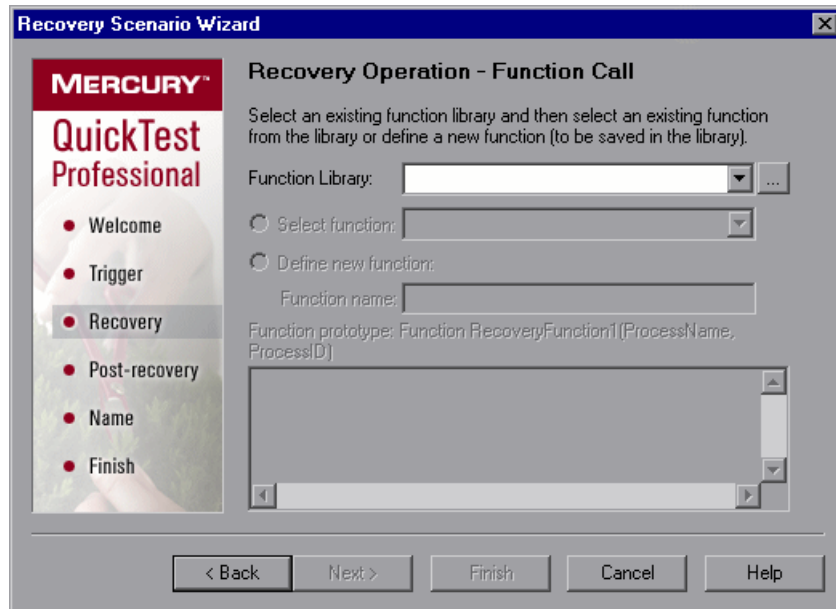 Recovery Scenario Wizard
MERCURY™
QuickTest
Professional
Welcome
Trigger
Recovery
Post-recovery
Name
Finish
Recovery Operation - Function Call
Select an existing function library and then select an existing function
from the library or define a new function (to be saved in the library).
Function Library:
...
Select function:
Define new function:
Function name:
Function prototype: Function RecoveryFunction1(ProcessName,
ProcessID)
< Back
Next >
Finish
Cancel
Help